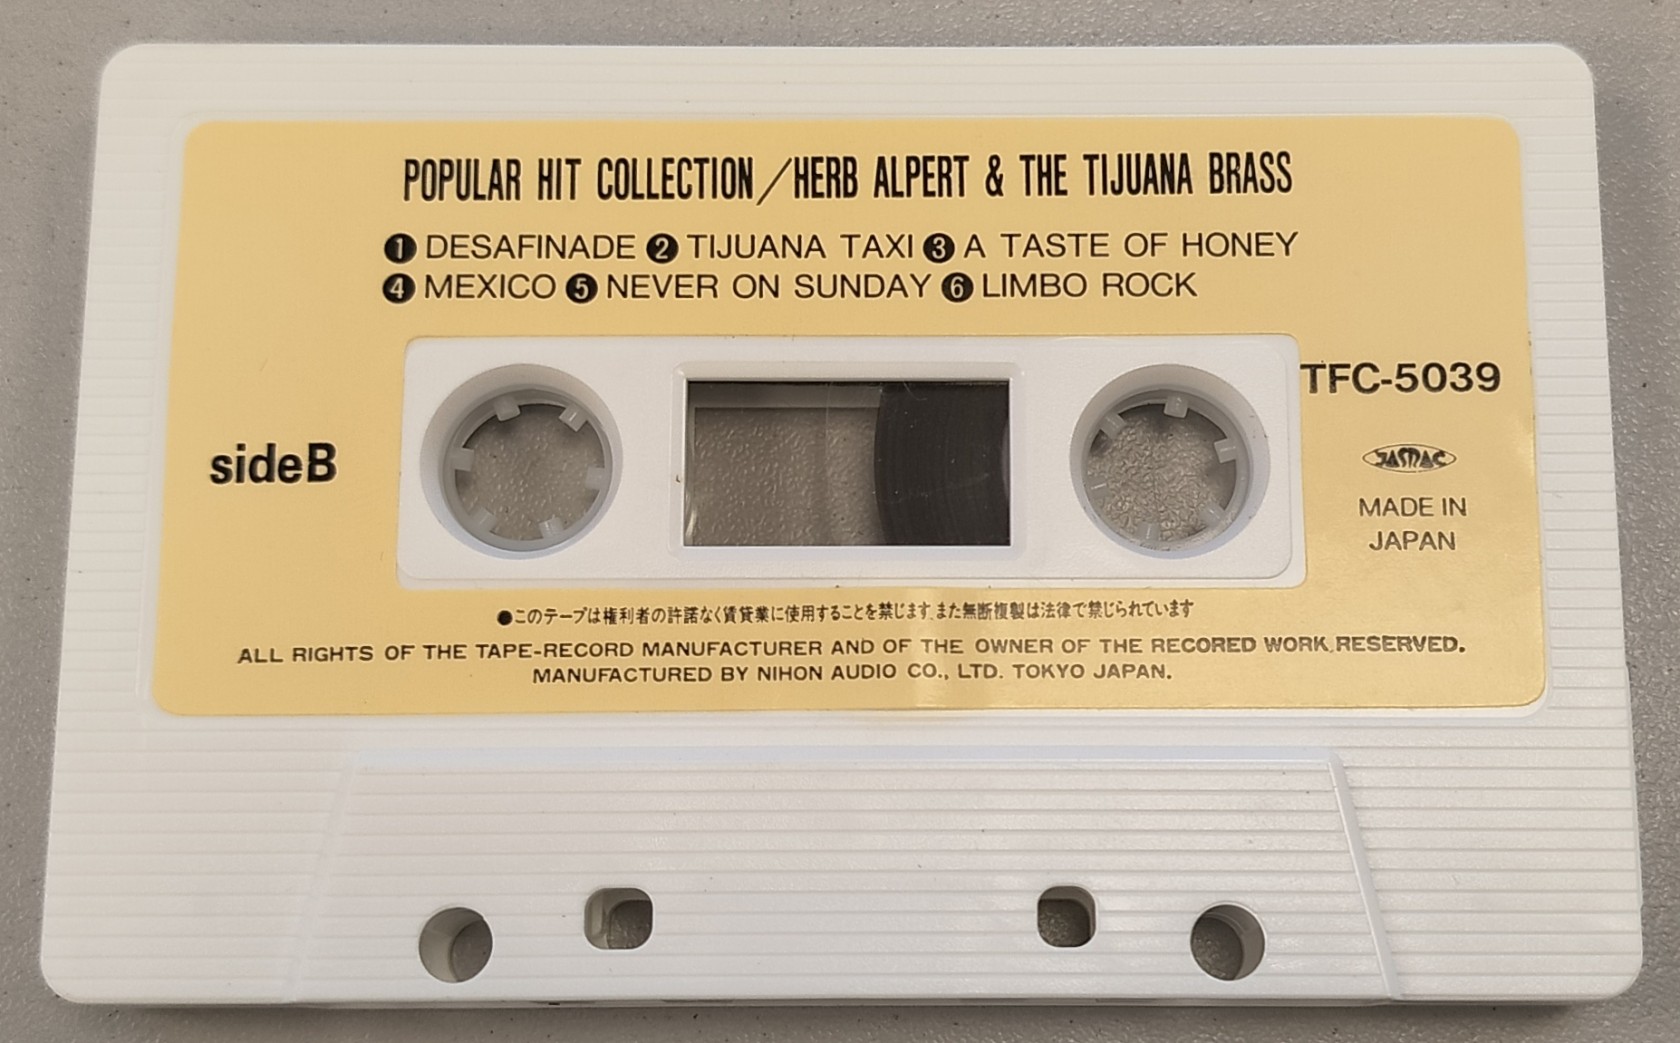 POPULAR HIT COLLECTION/HERB ALPERT & THE TIJUANA BRASS
❶ DESAFINADE ❷ TIJUANA TAXI ❸ A TASTE OF HONEY
❹ MEXICO ❺ NEVER ON SUNDAY ❻ LIMBO ROCK
TFC-5039
sideB
JASRAC
MADE IN
JAPAN
●このテープは権利者の許諾なく賃貸業に使用することを禁じます.また無断複製は法律で禁じられています
ALL RIGHTS OF THE TAPE-RECORD MANUFACTURER AND OF THE OWNER OF THE RECORED WORK,RESERVED.
MANUFACTURED BY NIHON AUDIO CO., LTD. TOKYO JAPAN.